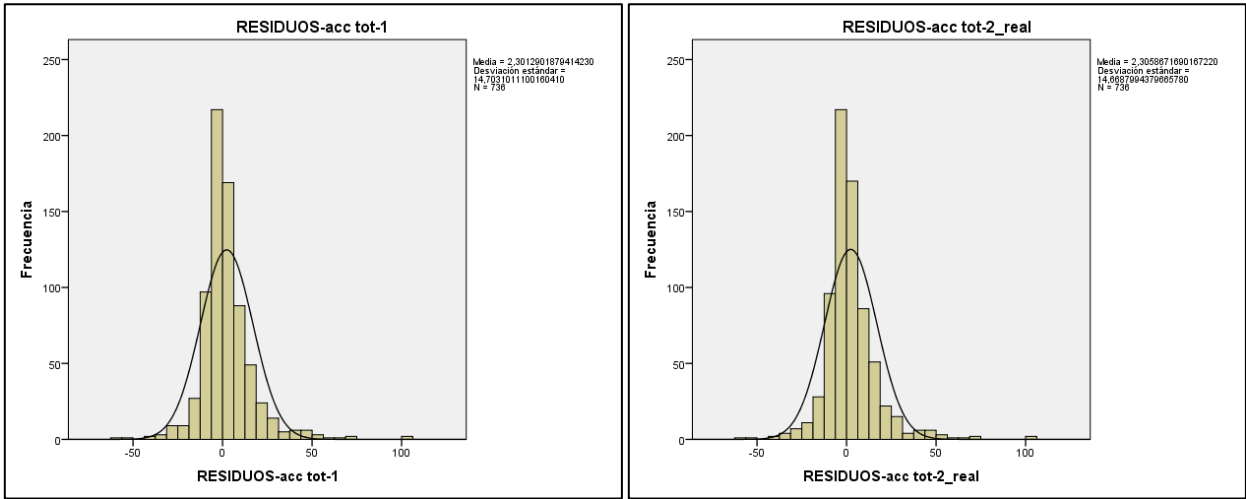 RESIDUOS-acc tot-1
Media = 2,3012901879414230
Desviación estándar =
14,7031011100160410
N = 736
250
200
150
100
50
0
Frecuencia
-50
0
50
100
RESIDUOS-acc tot-1
RESIDUOS-acc tot-2_real
Media = 2,3058671690167220
Desviación estándar =
14,6687994379665780
N = 736
250
200
150
100
50
0
Frecuencia
-50
0
50
100
RESIDUOS-acc tot-2_real